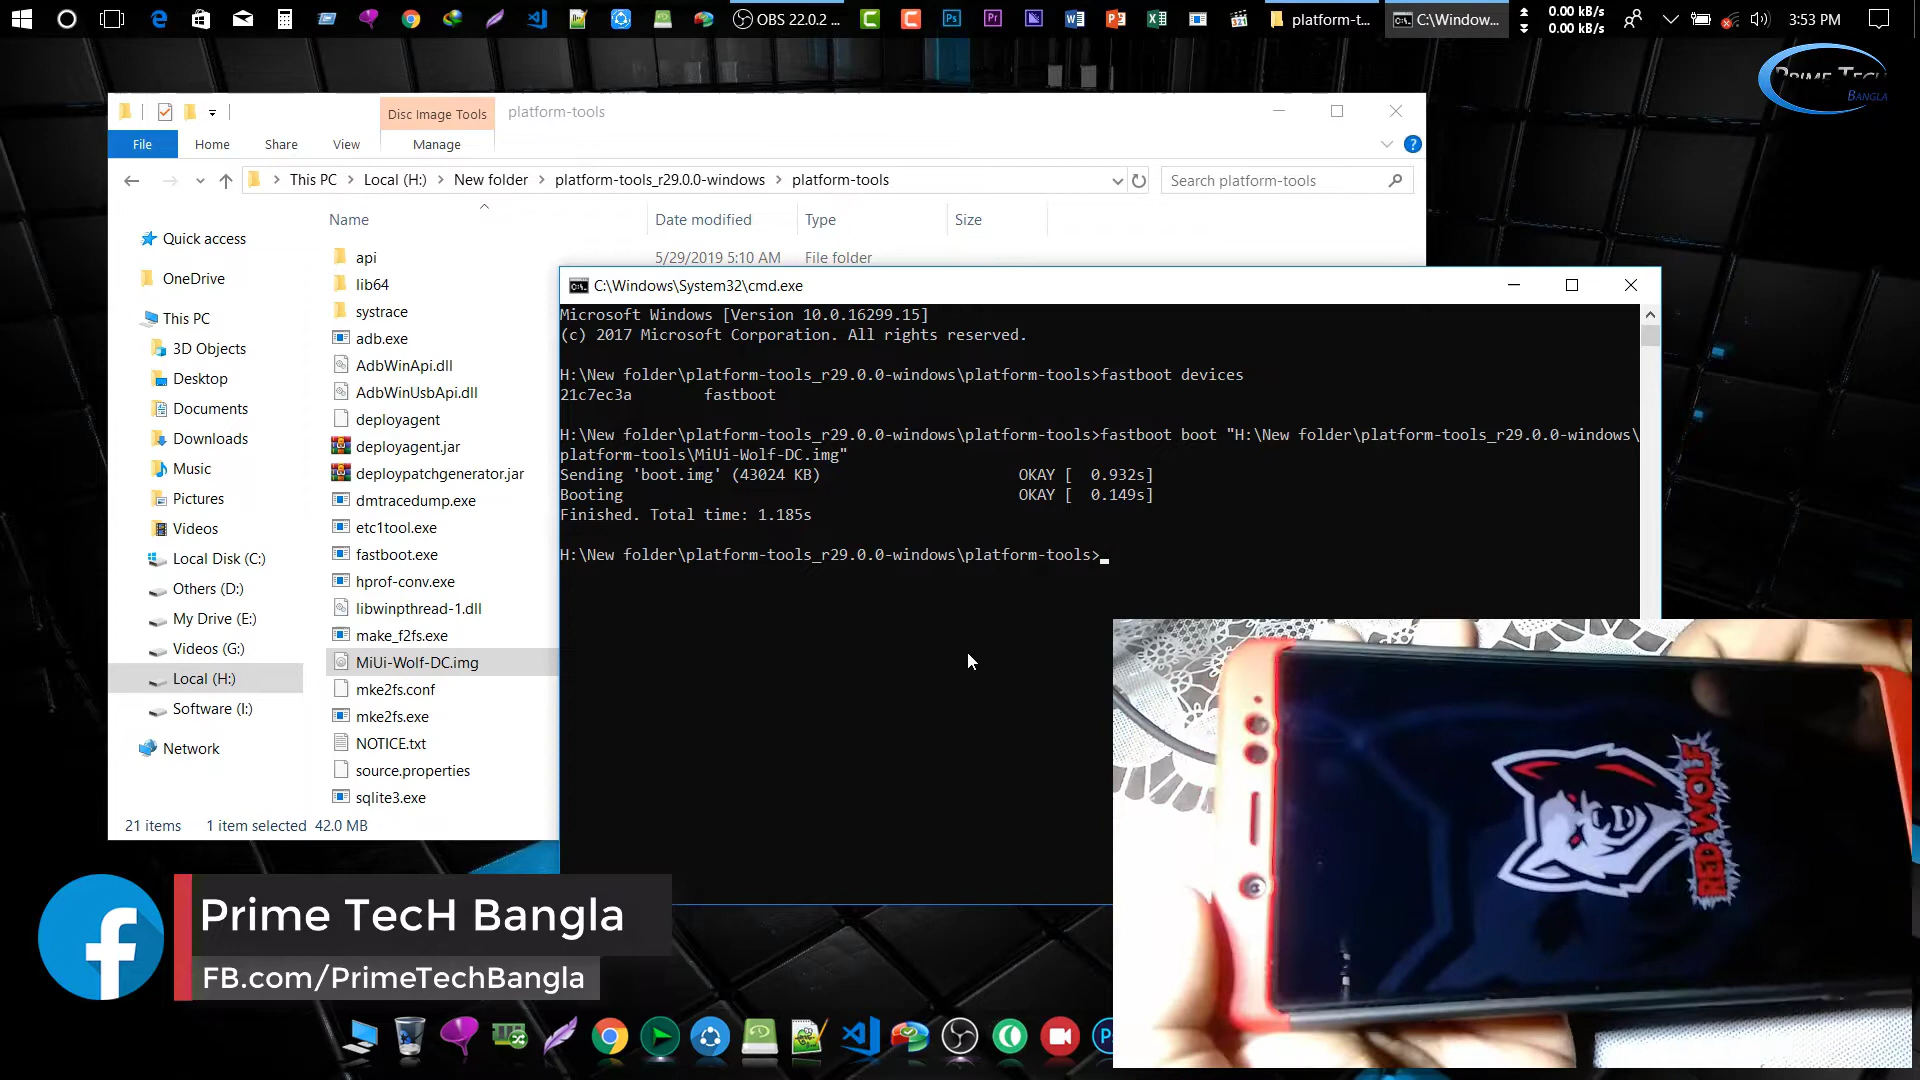 OBS 22.0.2 ...
platform-t...
C:\Window...
0.00 kB/s
0.00 kB/s
3:53 PM
PRIME TECH
BANGLA
Disc Image Tools
platform-tools
File
Home
Share
View
Manage
This PC
Local (H:)
New folder
platform-tools_r29.0.0-windows
platform-tools
Search platform-tools
Name
Date modified
Type
Size
Quick access
OneDrive
This PC
3D Objects
Desktop
Documents
Downloads
Music
Pictures
Videos
Local Disk (C:)
Others (D:)
My Drive (E:)
Videos (G:)
Local (H:)
Software (I:)
Network
api
5/29/2019 5:10 AM
File folder
lib64
systrace
adb.exe
AdbWinApi.dll
AdbWinUsbApi.dll
deployagent
deployagent.jar
deploypatchgenerator.jar
dmtracedump.exe
etc1tool.exe
fastboot.exe
hprof-conv.exe
libwinpthread-1.dll
make_f2fs.exe
MiUi-Wolf-DC.img
mke2fs.conf
mke2fs.exe
NOTICE.txt
source.properties
sqlite3.exe
21 items
1 item selected
42.0 MB
C:\Windows\System32\cmd.exe
Microsoft Windows [Version 10.0.16299.15]
(c) 2017 Microsoft Corporation. All rights reserved.
H:\New folder\platform-tools_r29.0.0-windows\platform-tools>fastboot devices
21c7ec3a fastboot
H:\New folder\platform-tools_r29.0.0-windows\platform-tools>fastboot boot "H:\New folder\platform-tools_r29.0.0-windows\
platform-tools\MiUi-Wolf-DC.img"
Sending 'boot.img' (43024 KB) OKAY [ 0.932s]
Booting OKAY [ 0.149s]
Finished. Total time: 1.185s
H:\New folder\platform-tools_r29.0.0-windows\platform-tools>
RED WOLF
Prime TecH Bangla
FB.com/PrimeTechBangla